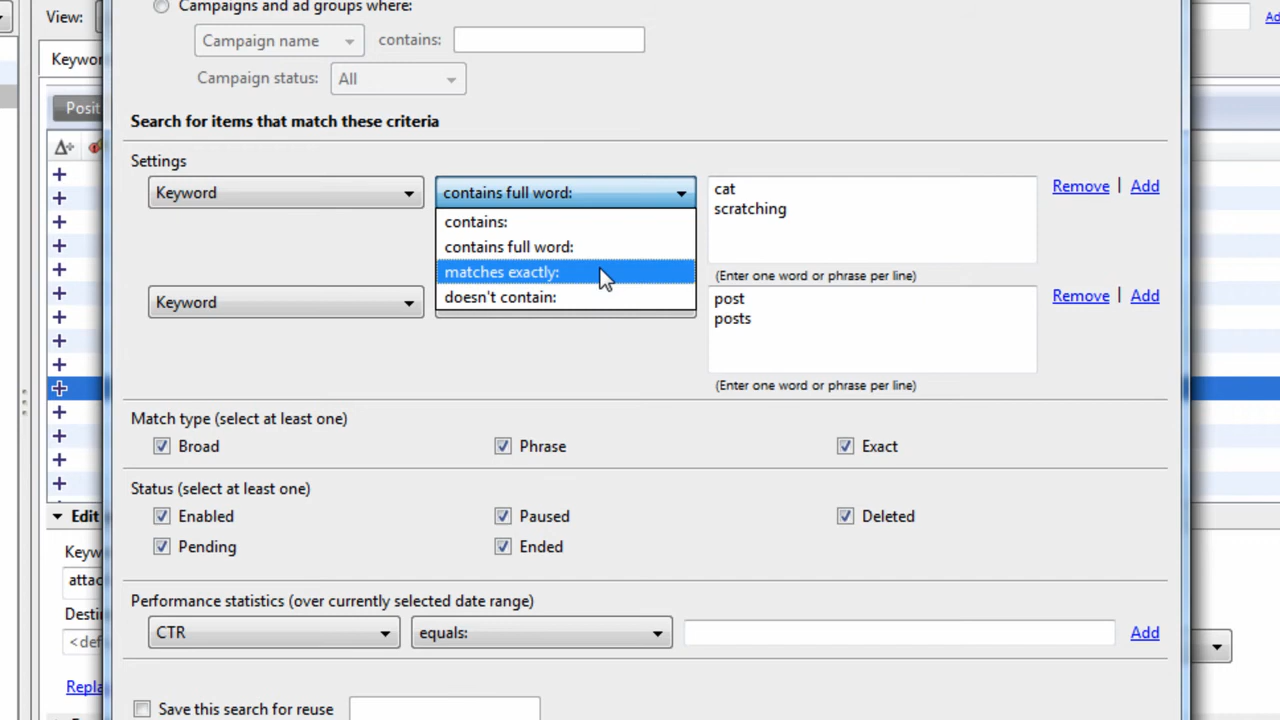 View:
Campaigns and ad groups where:
Ad
Campaign name
contains:
Keywor
Campaign status:
All
Posit
Search for items that match these criteria
Settings
Keyword
contains full word:
cat
scratching
Remove | Add
contains:
contains full word:
matches exactly:
doesn't contain:
(Enter one word or phrase per line)
Keyword
post
posts
Remove | Add
(Enter one word or phrase per line)
Match type (select at least one)
Broad
Phrase
Exact
Status (select at least one)
Enabled
Paused
Deleted
Pending
Ended
Edit
Keyw
attac
Destin
<def
Repla
Performance statistics (over currently selected date range)
CTR
equals:
Add
Save this search for reuse